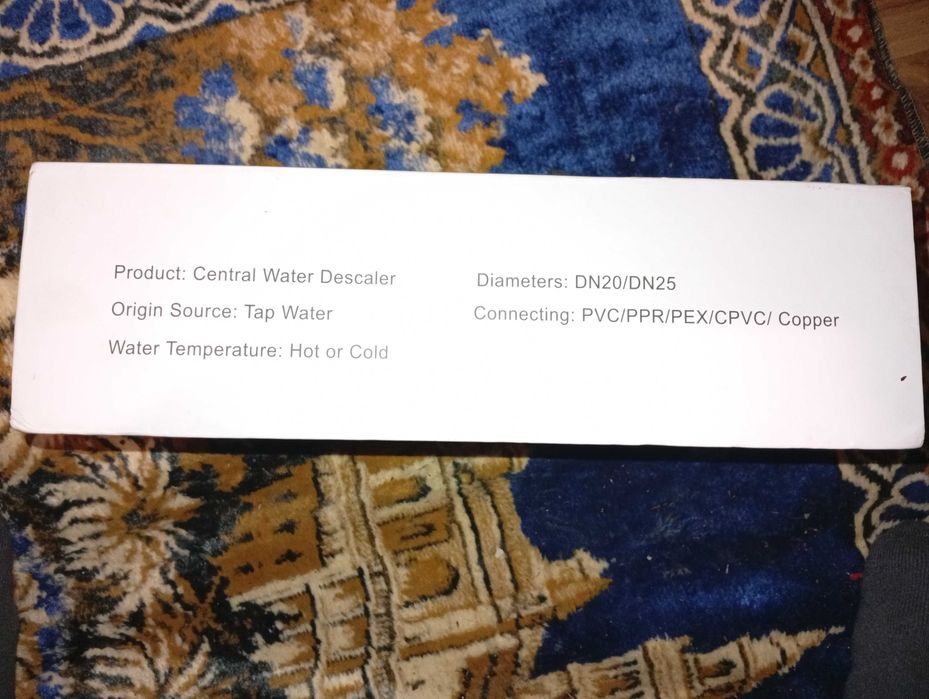 Product: Central Water Descaler
Origin Source: Tap Water
Water Temperature: Hot or Cold
Diameters: DN20/DN25
Connecting: PVC/PPR/PEX/CPVC/ Copper